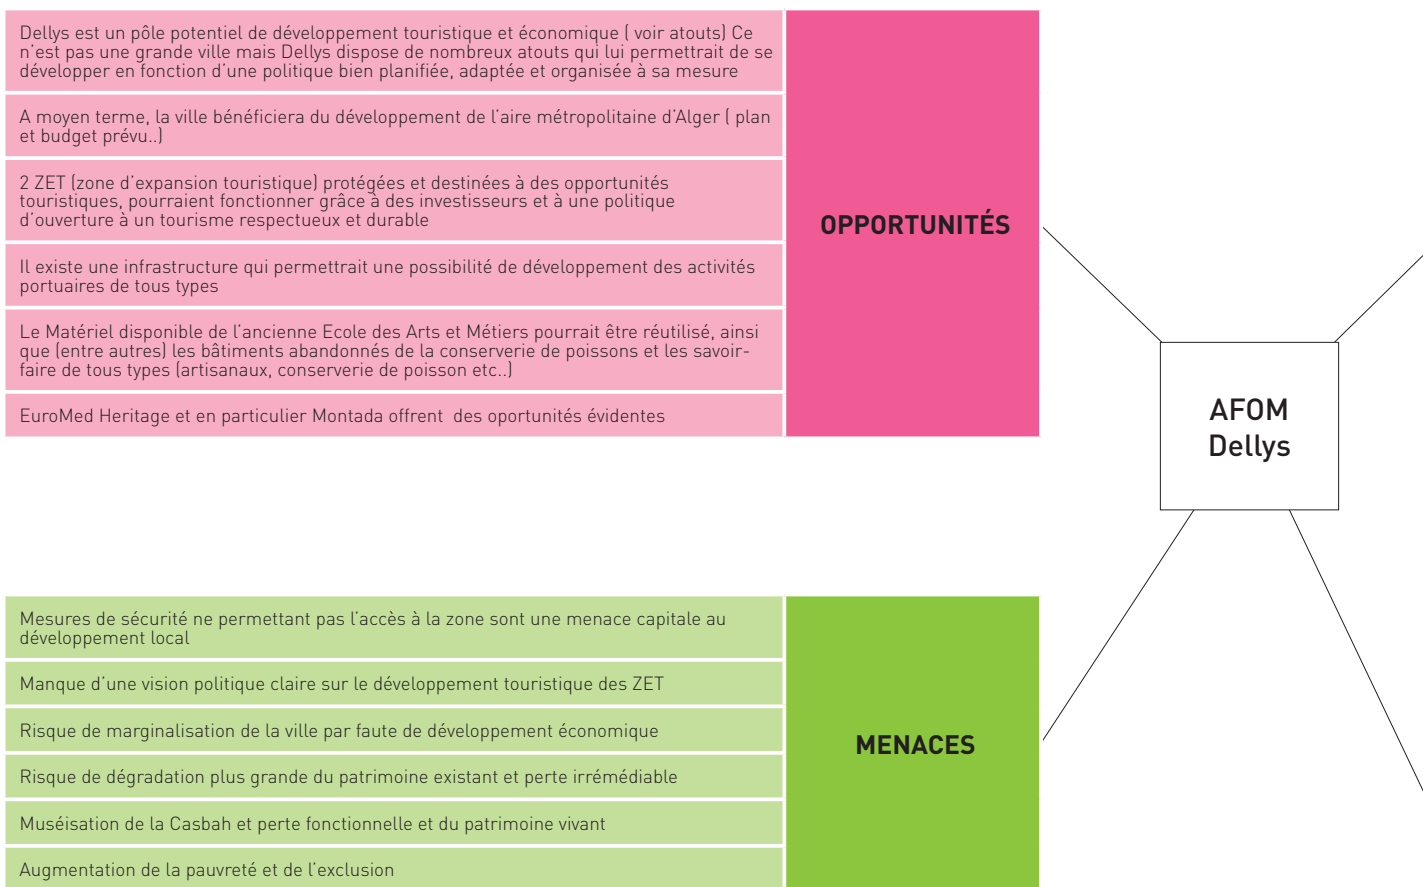 Dellys est un pôle potentiel de développement touristique et économique ( voir atouts) Ce
n'est pas une grande ville mais Dellys dispose de nombreux atouts qui lui permettrait de se
développer en fonction d'une politique bien planifiée, adaptée et organisée à sa mesure
A moyen terme, la ville bénéficiera du développement de l'aire métropolitaine d'Alger ( plan
et budget prévu..)
2 ZET (zone d'expansion touristique) protégées et destinées à des opportunités
touristiques, pourraient fonctionner grâce à des investisseurs et à une politique
d'ouverture à un tourisme respectueux et durable
Il existe une infrastructure qui permettrait une possibilité de développement des activités
portuaires de tous types
Le Matériel disponible de l'ancienne Ecole des Arts et Métiers pourrait être réutilisé, ainsi
que (entre autres) les bâtiments abandonnés de la conserverie de poissons et les savoir-
faire de tous types (artisanaux, conserverie de poisson etc..)
EuroMed Heritage et en particulier Montada offrent  des oportunités évidentes
OPPORTUNITÉS
AFOM
Dellys
Mesures de sécurité ne permettant pas l'accès à la zone sont une menace capitale au
développement local
Manque d'une vision politique claire sur le développement touristique des ZET
Risque de marginalisation de la ville par faute de développement économique
Risque de dégradation plus grande du patrimoine existant et perte irrémédiable
Muséisation de la Casbah et perte fonctionnelle et du patrimoine vivant
Augmentation de la pauvreté et de l'exclusion
MENACES